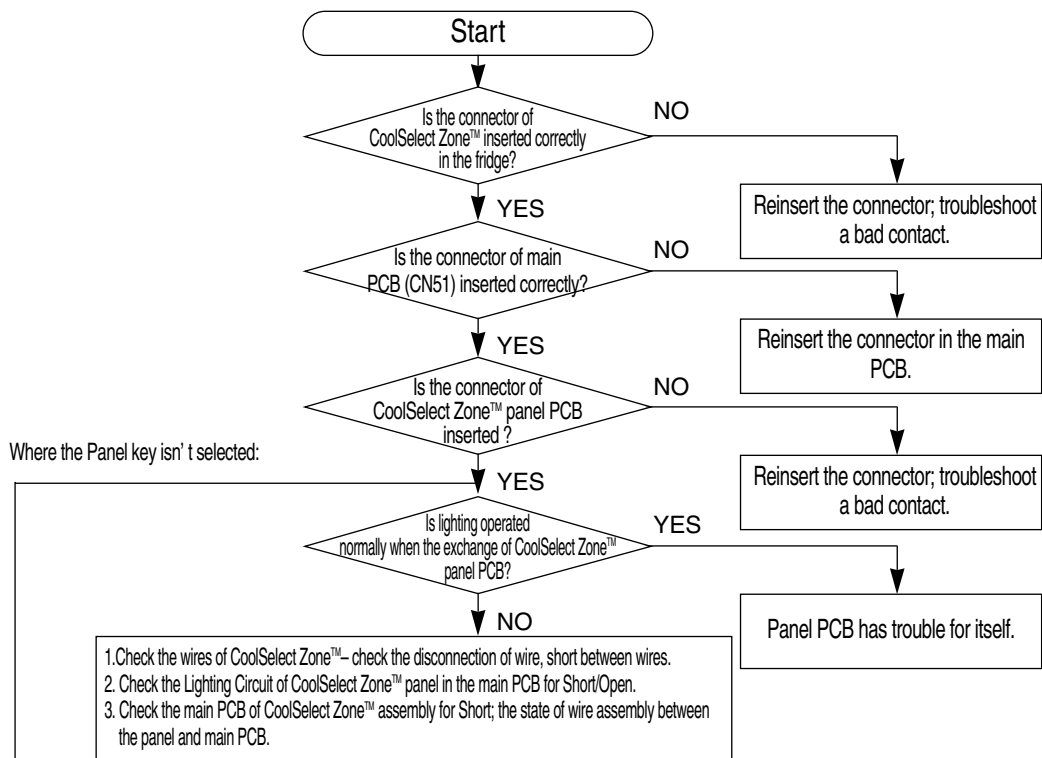 Start
Is the connector of
CoolSelect Zone™ inserted correctly
in the fridge?
NO
Reinsert the connector; troubleshoot
a bad contact.
YES
Is the connector of main
PCB (CN51) inserted correctly?
NO
Reinsert the connector in the main
PCB.
YES
Is the connector of
CoolSelect Zone™ panel PCB
inserted ?
NO
Reinsert the connector; troubleshoot
a bad contact.
Where the Panel key isn' t selected:
YES
Is lighting operated
normally when the exchange of CoolSelect Zone™
panel PCB?
YES
Panel PCB has trouble for itself.
NO
1.Check the wires of CoolSelect Zone™– check the disconnection of wire, short between wires.
2. Check the Lighting Circuit of CoolSelect Zone™ panel in the main PCB for Short/Open.
3. Check the main PCB of CoolSelect Zone™ assembly for Short; the state of wire assembly between
the panel and main PCB.